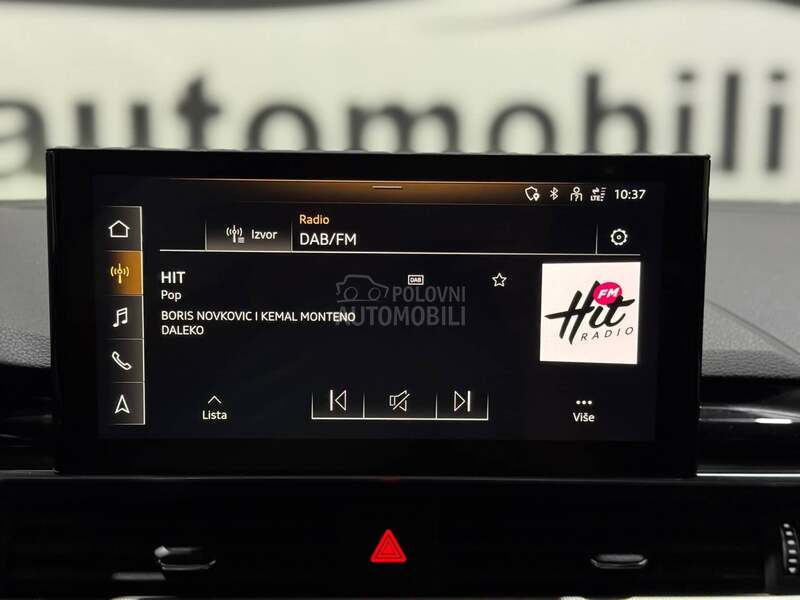 automobili
LTE 10:37
Izvor
Radio
DAB/FM
HIT
DAB
Pop
BORIS NOVKOVIC I KEMAL MONTENO
DALEKO
POLOVNI
AUTOMOBILI
FM
Hit
RADIO
Lista
Više